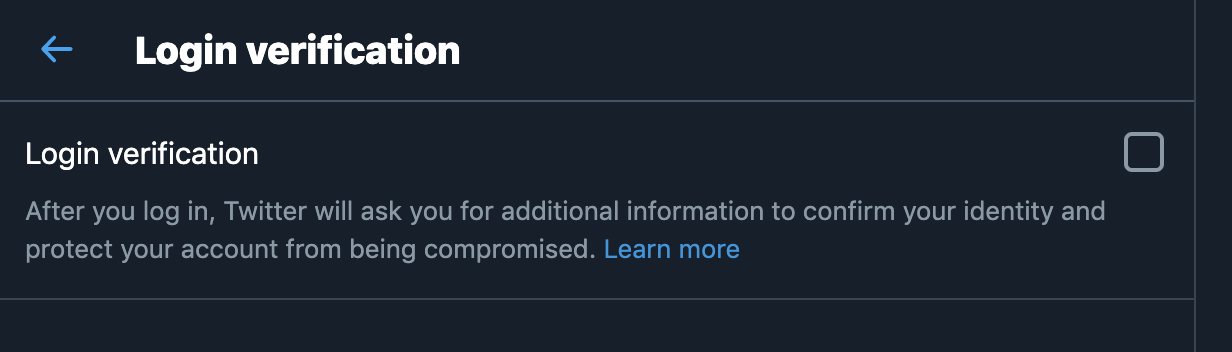 Login verification
Login verification
After you log in, Twitter will ask you for additional information to confirm your identity and
protect your account from being compromised. Learn more